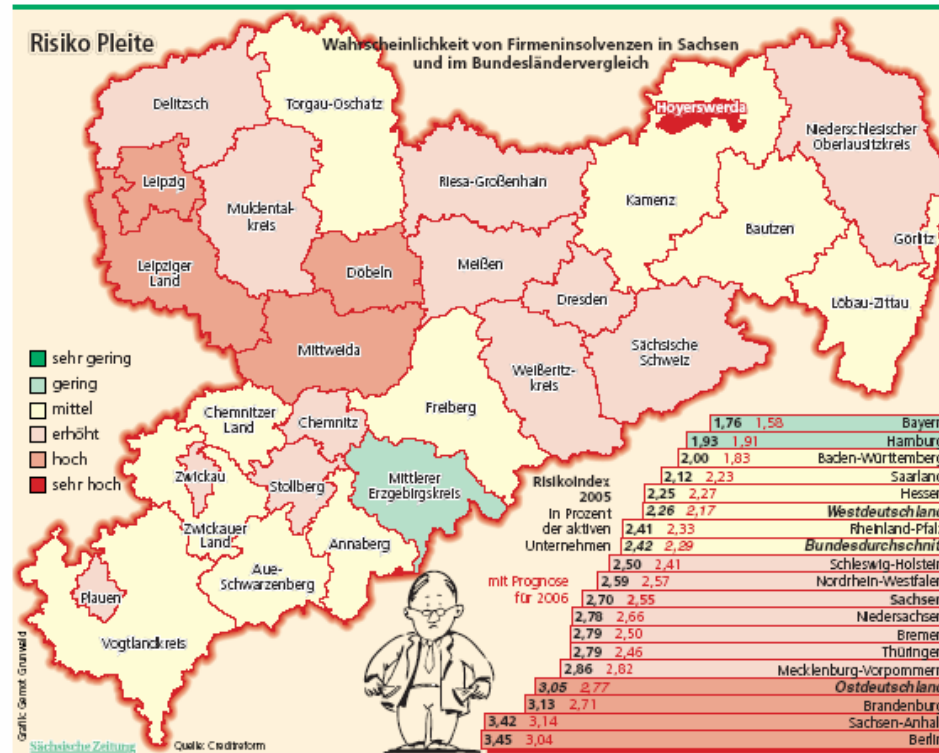 Risiko Pleite
Wahrscheinlichkeit von Firmeninsolvenzen in Sachsen
und im Bundesländervergleich
Delitzsch
Torgau-Oschatz
Hoyerswerda
Niederschlesischer
Oberlausitzkreis
Leipzig
Riesa-Großenhain
Muldental-
kreis
Kamenz
Bautzen
Görlitz
Leipziger
Land
Döbeln
Meißen
Dresden
Löbau-Zittau
Mittweida
Weißeritz-
kreis
Sächsische
Schweiz
sehr gering
gering
mittel
erhöht
hoch
sehr hoch
Chemnitzer
Land
Chemnitz
Freiberg
Zwickau
Stollberg
Mittlerer
Erzgebirgskreis
Zwickauer
Land
Annaberg
Aue-
Schwarzenberg
Plauen
Vogtlandkreis
Risikoindex
2005
in Prozent
der aktiven
Unternehmen
mit Prognose
für 2006
1,76 1,58 Bayern
1,93 1,91 Hamburg
2,00 1,83 Baden-Württemberg
2,12 2,23 Saarland
2,25 2,27 Hessen
2,26 2,17 Westdeutschland
2,41 2,33 Rheinland-Pfalz
2,42 2,29 Bundesdurchschnitt
2,50 2,41 Schleswig-Holstein
2,59 2,57 Nordrhein-Westfalen
2,70 2,55 Sachsen
2,78 2,66 Niedersachsen
2,79 2,50 Bremen
2,79 2,46 Thüringen
2,86 2,82 Mecklenburg-Vorpommern
3,05 2,77 Ostdeutschland
3,13 2,71 Brandenburg
3,42 3,14 Sachsen-Anhalt
3,45 3,04 Berlin
Grafik: Gernot Grunwald
Sächsische Zeitung
Quelle: Creditreform